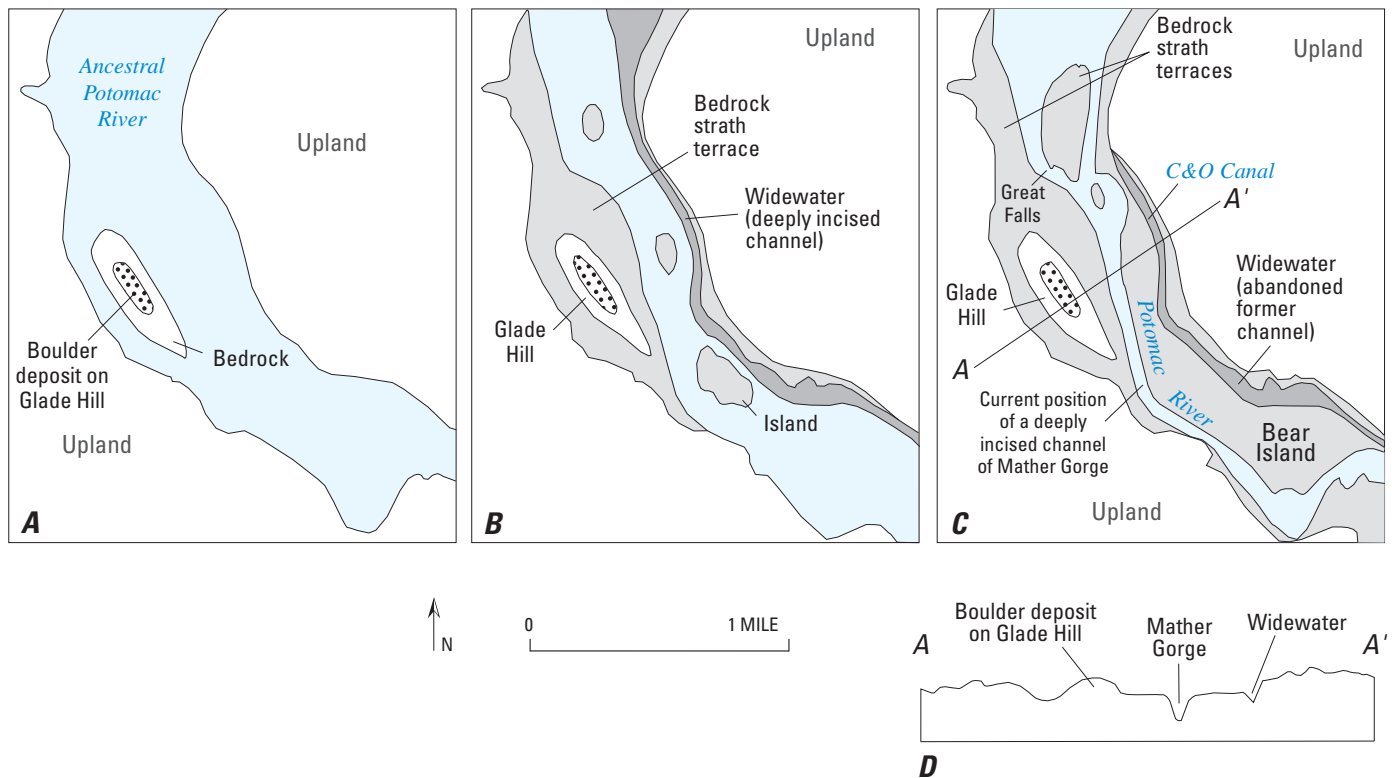 Ancestral
Potomac
River
Upland
Boulder
deposit on
Glade Hill
Bedrock
Upland
A
Upland
Bedrock
strath
terrace
Widewater
(deeply incised
channel)
Glade
Hill
Island
B
Bedrock
strath
terraces
Upland
C&O Canal
A'
Great
Falls
Widewater
(abandoned
former
channel)
Glade
Hill
A
Potomac
River
Current position
of a deeply
incised channel
of Mather Gorge
Bear
Island
Upland
C
N
0
1 MILE
Boulder deposit
on Glade Hill
Mather
Gorge
Widewater
A
A'
D